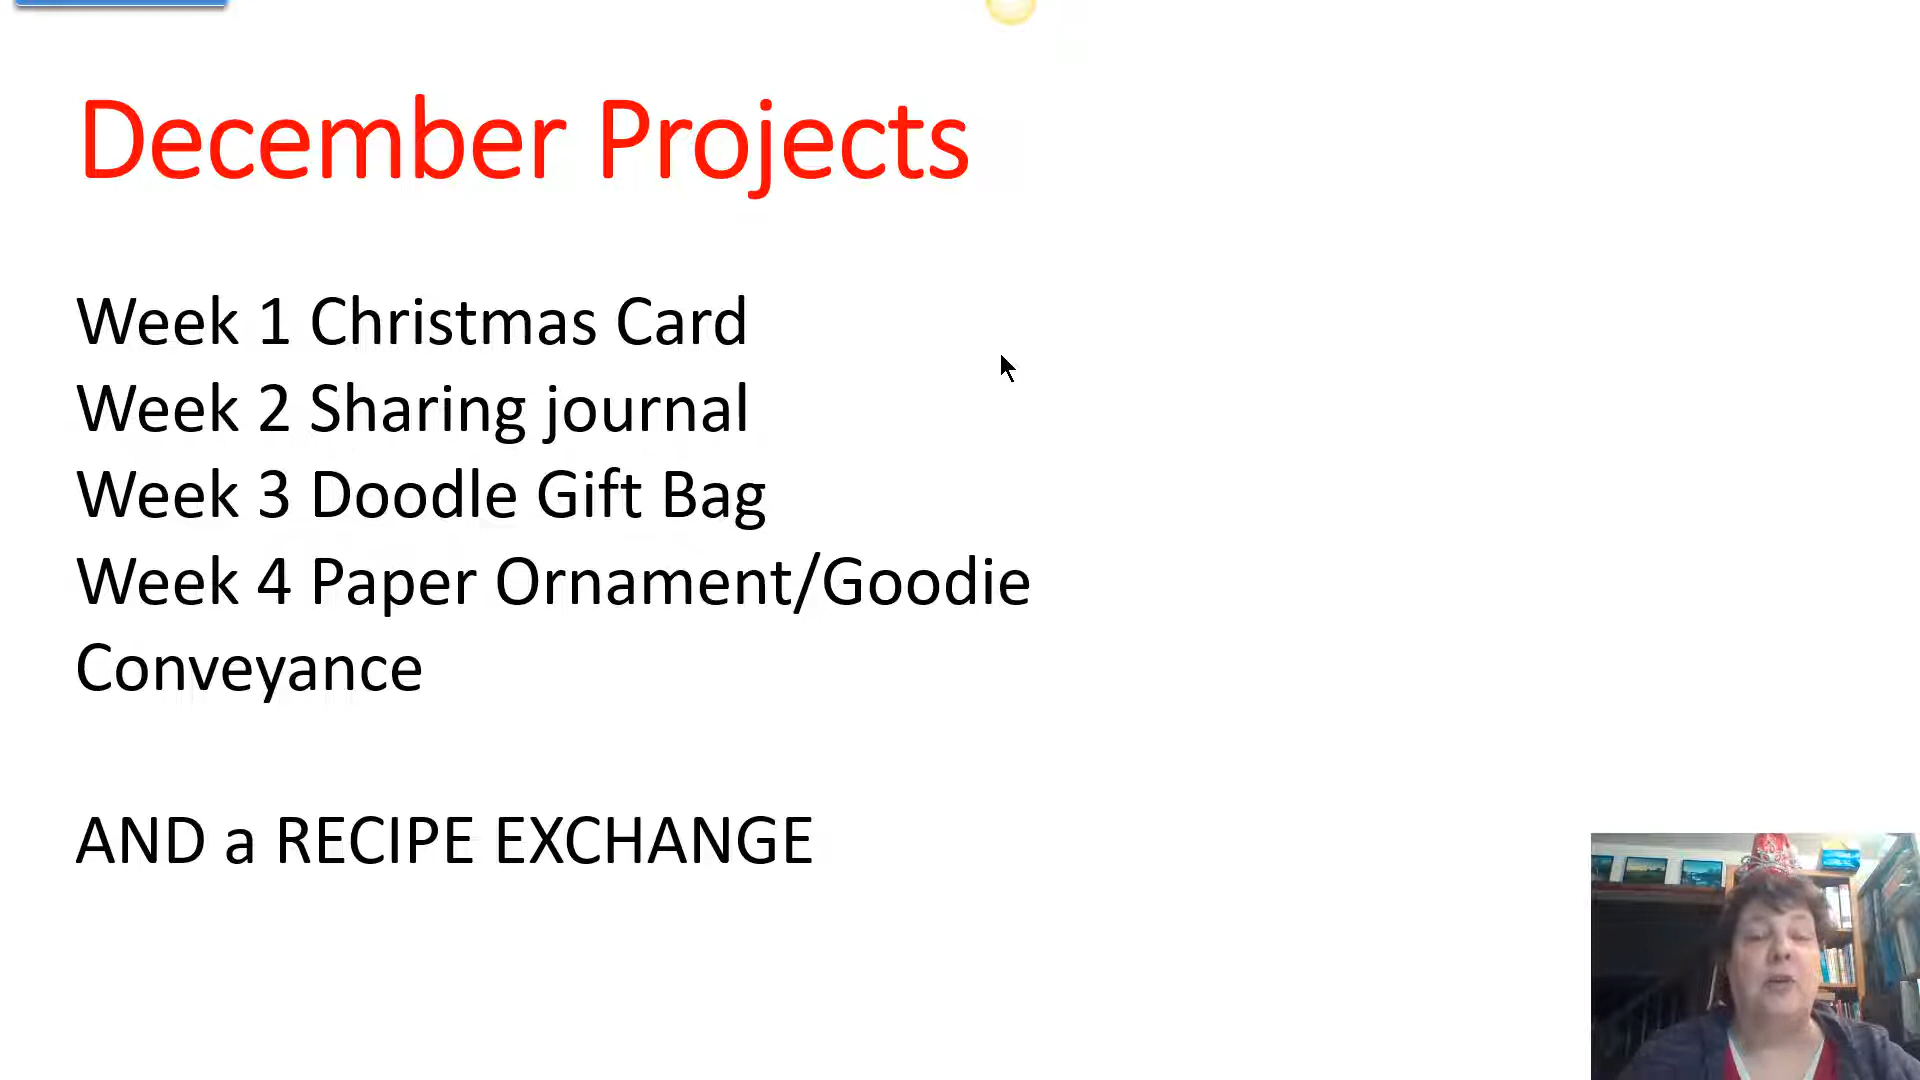 December Projects
Week 1 Christmas Card
Week 2 Sharing journal
Week 3 Doodle Gift Bag
Week 4 Paper Ornament/Goodie
Conveyance
AND a RECIPE EXCHANGE